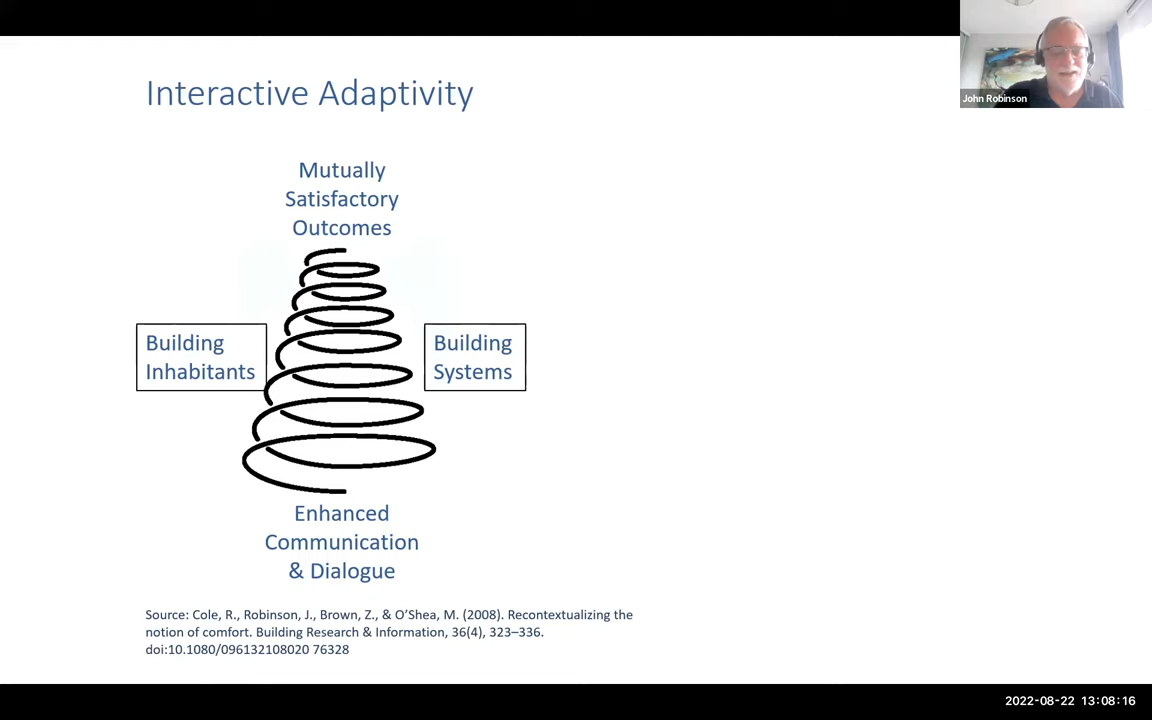 Interactive Adaptivity
John Robinson
Mutually
Satisfactory
Outcomes
Building
Inhabitants
Building
Systems
Enhanced
Communication
& Dialogue
Source: Cole, R., Robinson, J., Brown, Z., & O’Shea, M. (2008). Recontextualizing the
notion of comfort. Building Research & Information, 36(4), 323–336.
doi:10.1080/096132108020 76328
2022-08-22 13:08:16